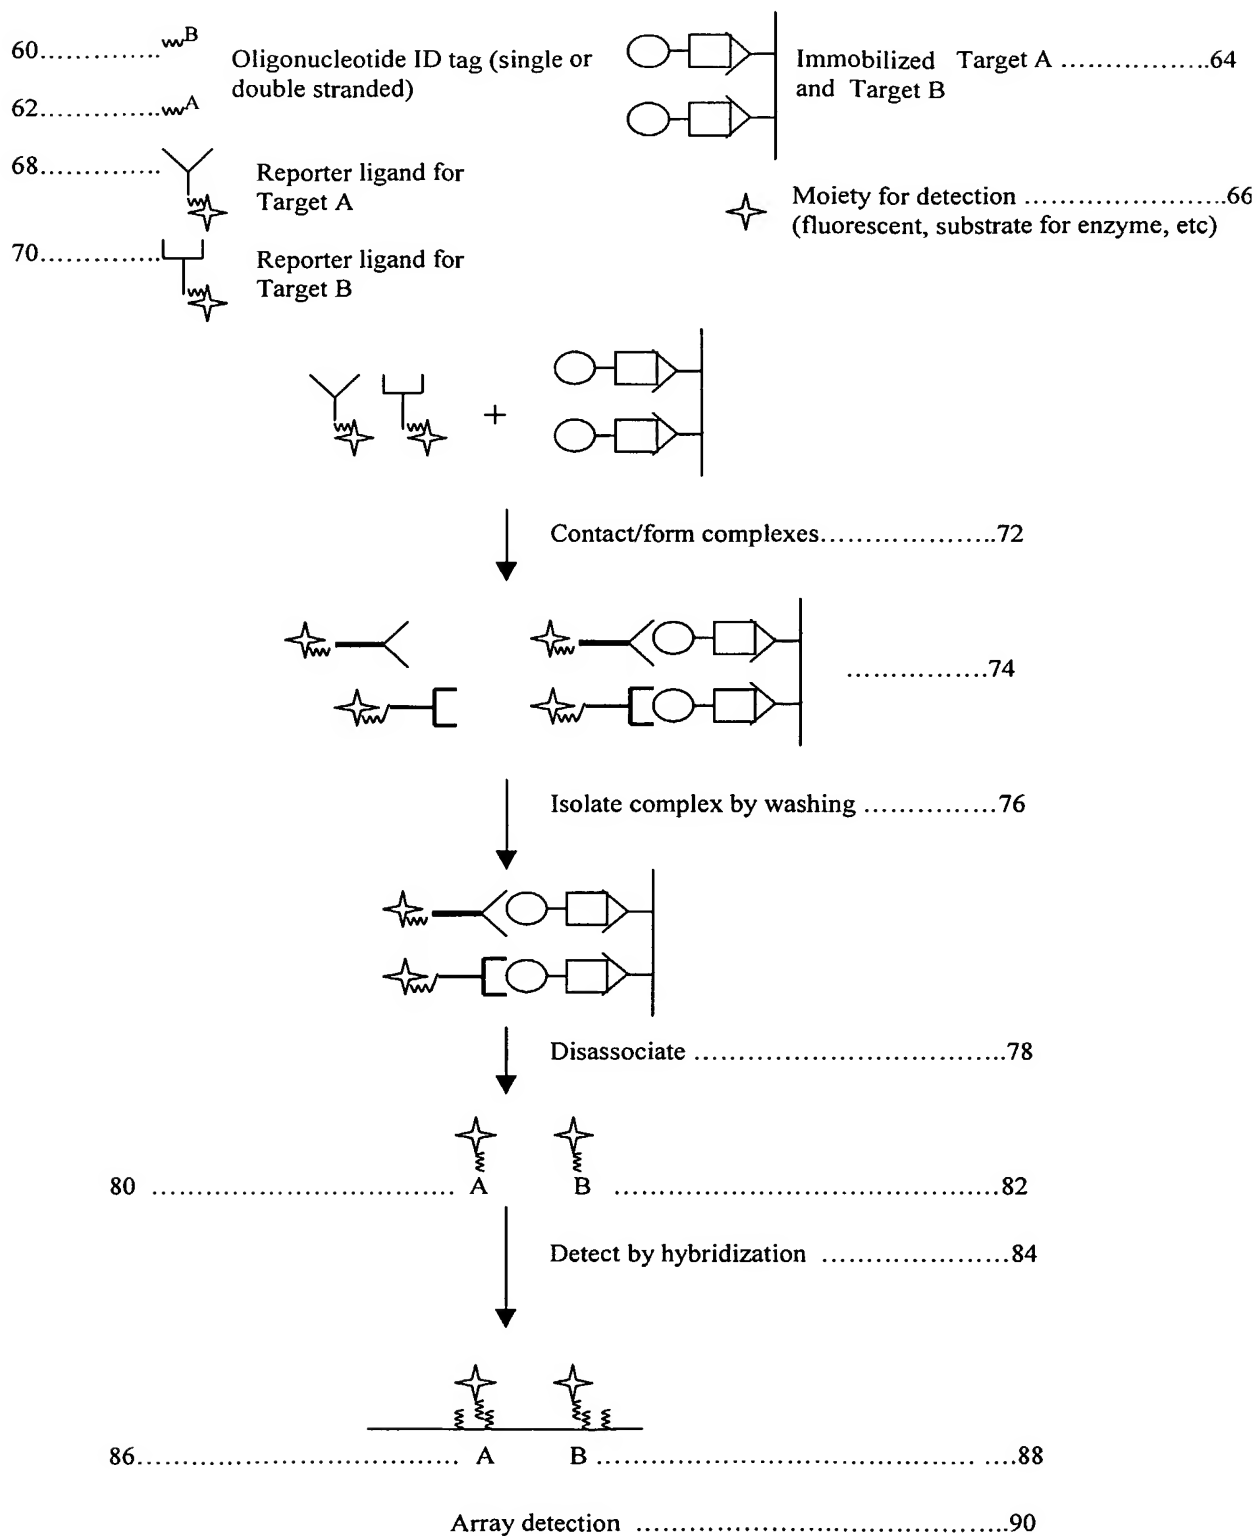 60..............B
Oligonucleotide ID tag (single or
double stranded)
62..............A
Immobilized Target A ................64
and Target B
68..............
Reporter ligand for
Target A
Moiety for detection ......................66
(fluorescent, substrate for enzyme, etc)
70..............
Reporter ligand for
Target B
+
Contact/form complexes....................72
...............74
Isolate complex by washing ...............76
Disassociate ...................................78
80 ................................... A B ...........................................82
Detect by hybridization ........................84
86.................................... A B ........................................... ....88
Array detection .........................................90